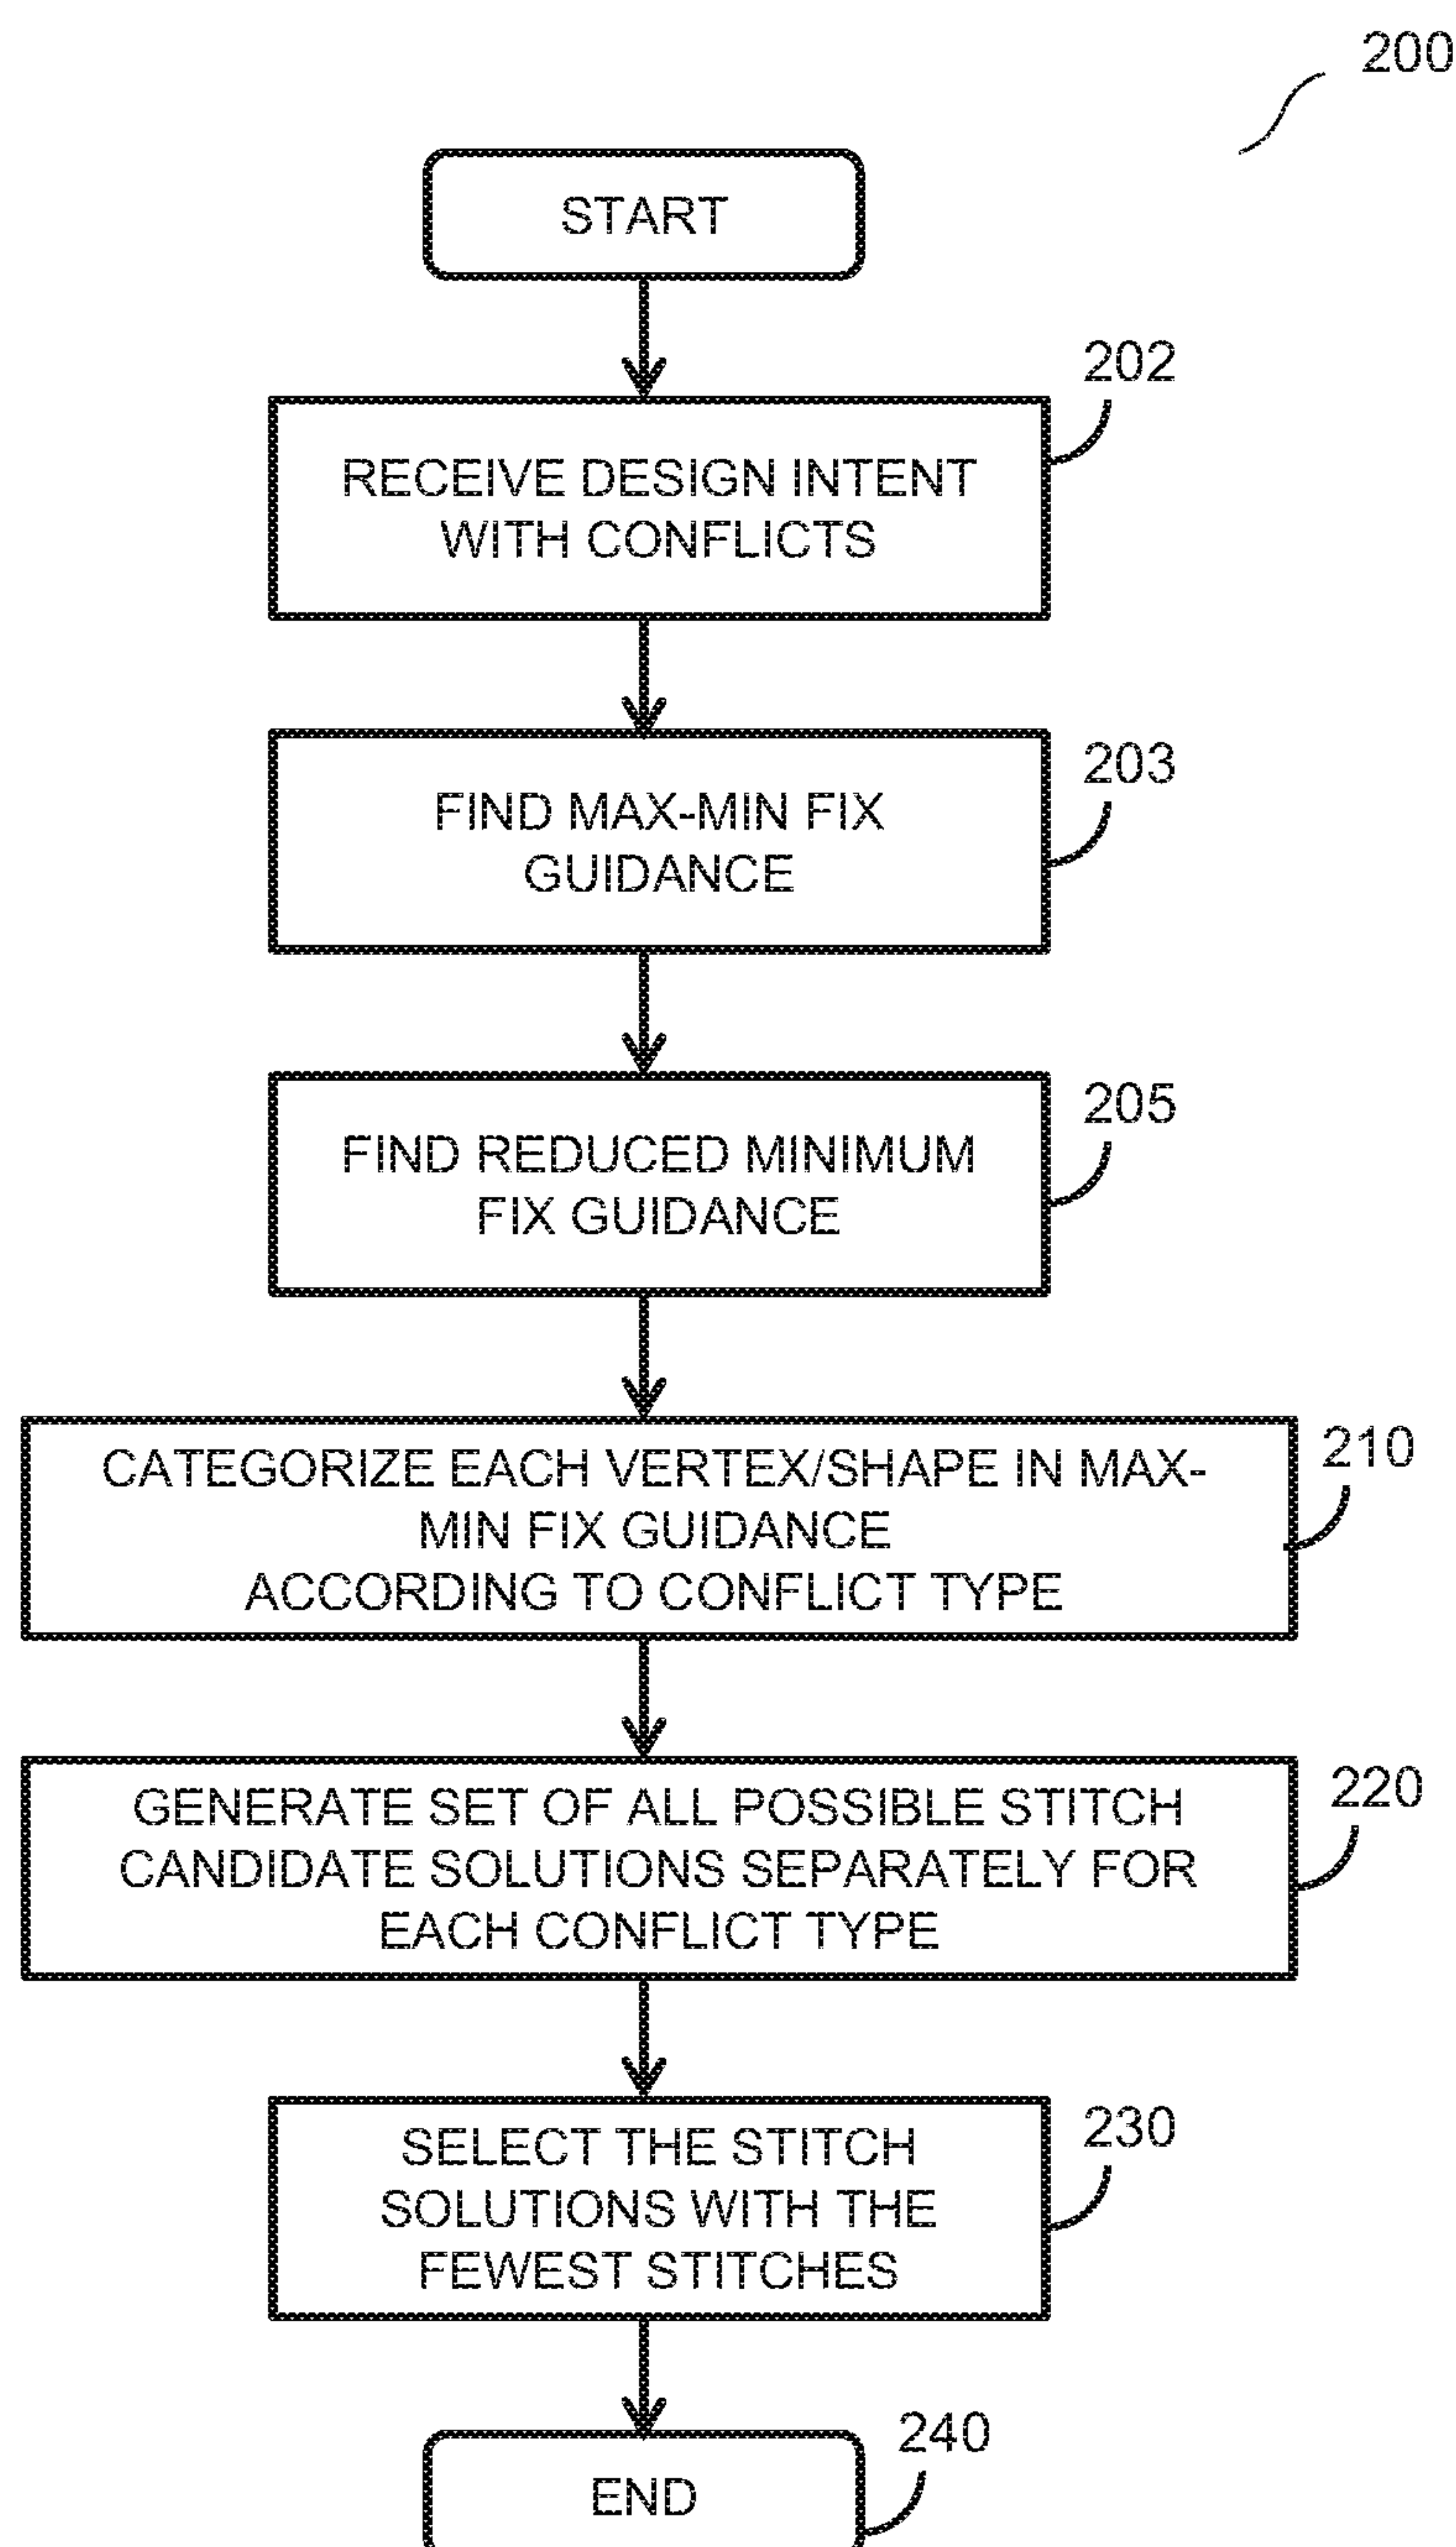 200
START
202
RECEIVE DESIGN INTENT
WITH CONFLICTS
203
FIND MAX-MIN FIX
GUIDANCE
205
FIND REDUCED MINIMUM
FIX GUIDANCE
210
CATEGORIZE EACH VERTEX/SHAPE IN MAX-
MIN FIX GUIDANCE
ACCORDING TO CONFLICT TYPE
220
GENERATE SET OF ALL POSSIBLE STITCH
CANDIDATE SOLUTIONS SEPARATELY FOR
EACH CONFLICT TYPE
230
SELECT THE STITCH
SOLUTIONS WITH THE
FEWEST STITCHES
240
END